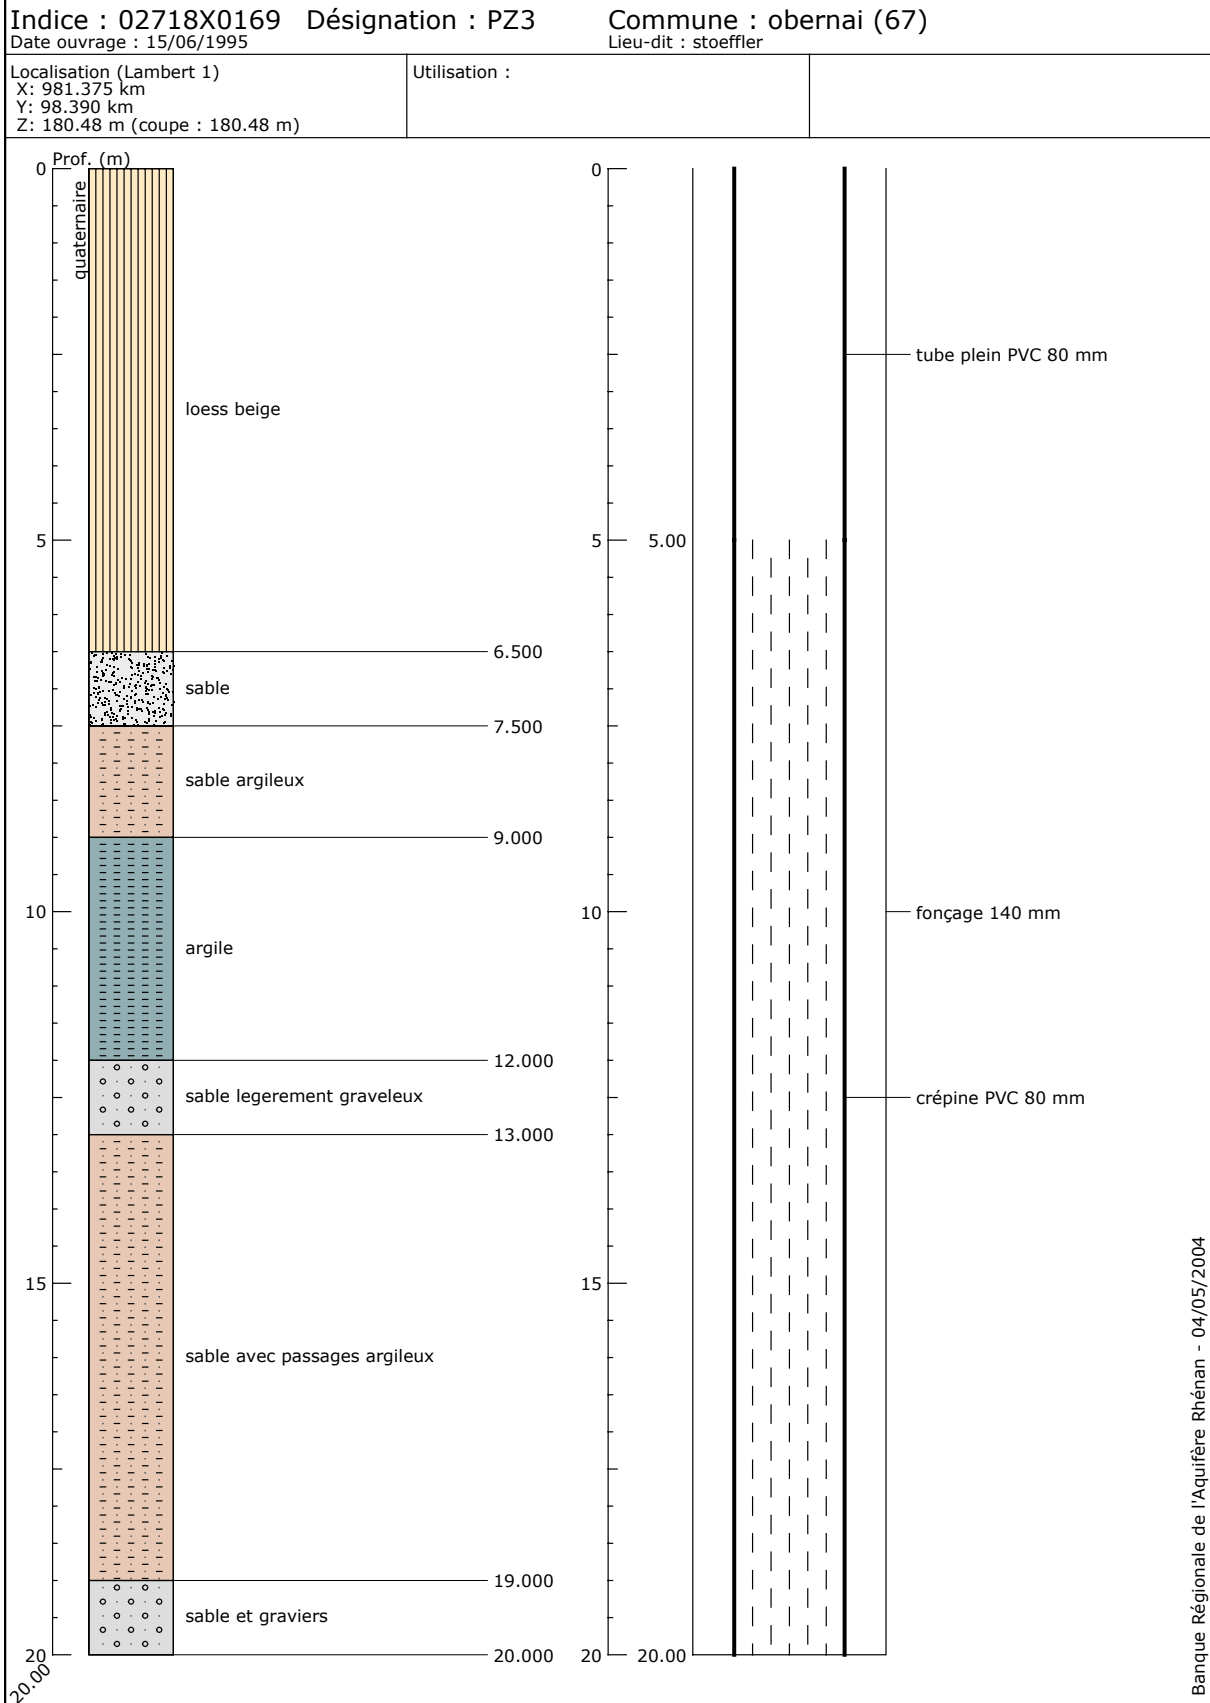 Indice : 02718X0169 Désignation : PZ3 Commune : obernai (67)
Date ouvrage : 15/06/1995 Lieu-dit : stoeffler
Localisation (Lambert 1)
X: 981.375 km
Y: 98.390 km
Z: 180.48 m (coupe : 180.48 m)
Utilisation :
Prof. (m)
0
quaternaire
loess beige
5
6.500
sable
7.500
sable argileux
9.000
10
argile
12.000
sable legerement graveleux
13.000
15
sable avec passages argileux
19.000
sable et graviers
20
20.000
20.00
0
tube plein PVC 80 mm
5
5.00
10
fonçage 140 mm
crépine PVC 80 mm
15
20
20.00
Banque Régionale de l'Aquifère Rhénan - 04/05/2004